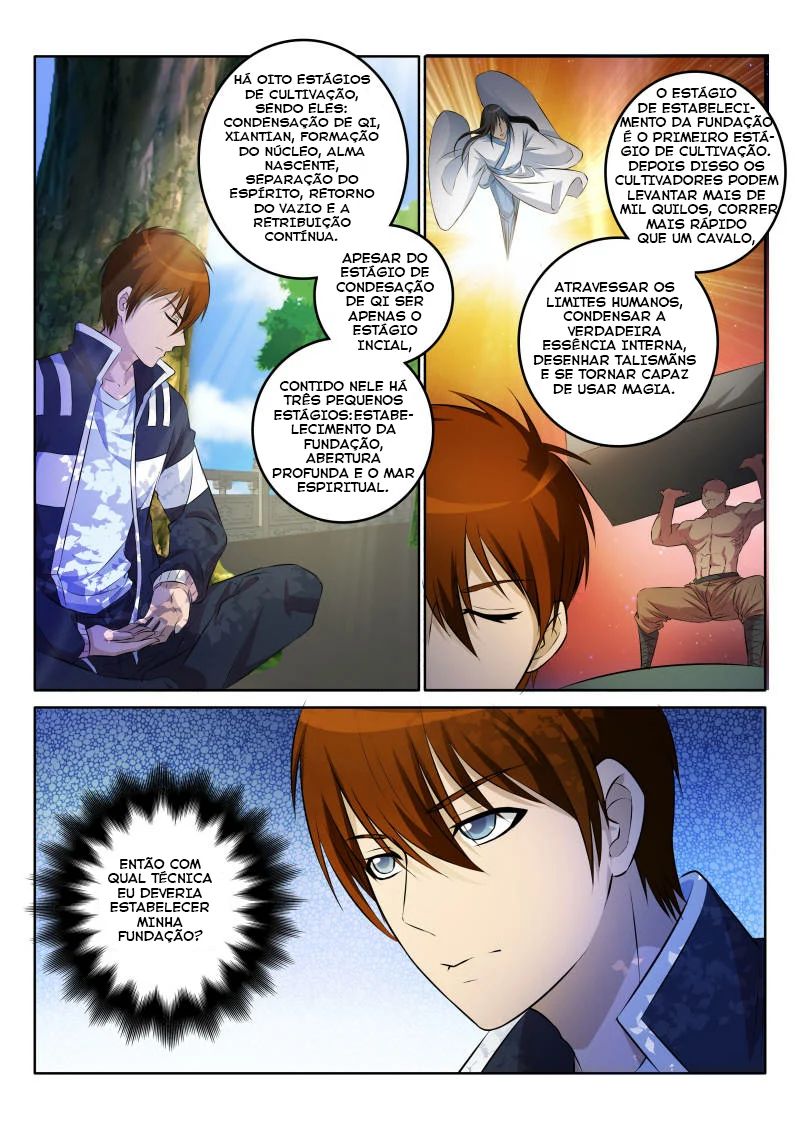 HÁ OITO ESTÁGIOS
DE CULTIVAÇÃO,
SENDO ELES:
CONDENSAÇÃO DE QI,
XIANTIAN, FORMAÇÃO
DO NÚCLEO, ALMA
NASCENTE,
SEPARAÇÃO DO
ESPÍRITO, RETORNO
DO VAZIO E A
RETRIBUIÇÃO
CONTÍNUA.
APESAR DO
ESTÁGIO DE
CONDESAÇÃO
DE QI SER
APENAS O
ESTÁGIO
INCIAL,
CONTIDO NELE HÁ
TRÊS PEQUENOS
ESTÁGIOS:ESTABE-
LECIMENTO DA
FUNDAÇÃO,
ABERTURA
PROFUNDA E O MAR
ESPIRITUAL.
O ESTÁGIO
DE ESTABELECI-
MENTO DA FUNDAÇÃO
É O PRIMEIRO ESTÁ-
GIO DE CULTIVAÇÃO.
DEPOIS DISSO OS
CULTIVADORES PODEM
LEVANTAR MAIS DE
MIL QUILOS, CORRER
MAIS RÁPIDO
QUE UM CAVALO,
ATRAVESSAR OS
LIMITES HUMANOS,
CONDENSAR A
VERDADEIRA
ESSÊNCIA INTERNA,
DESENHAR TALISMÃNS
E SE TORNAR CAPAZ
DE USAR MAGIA.
ENTÃO COM
QUAL TÉCNICA
EU DEVERIA
ESTABELECER
MINHA
FUNDAÇÃO?